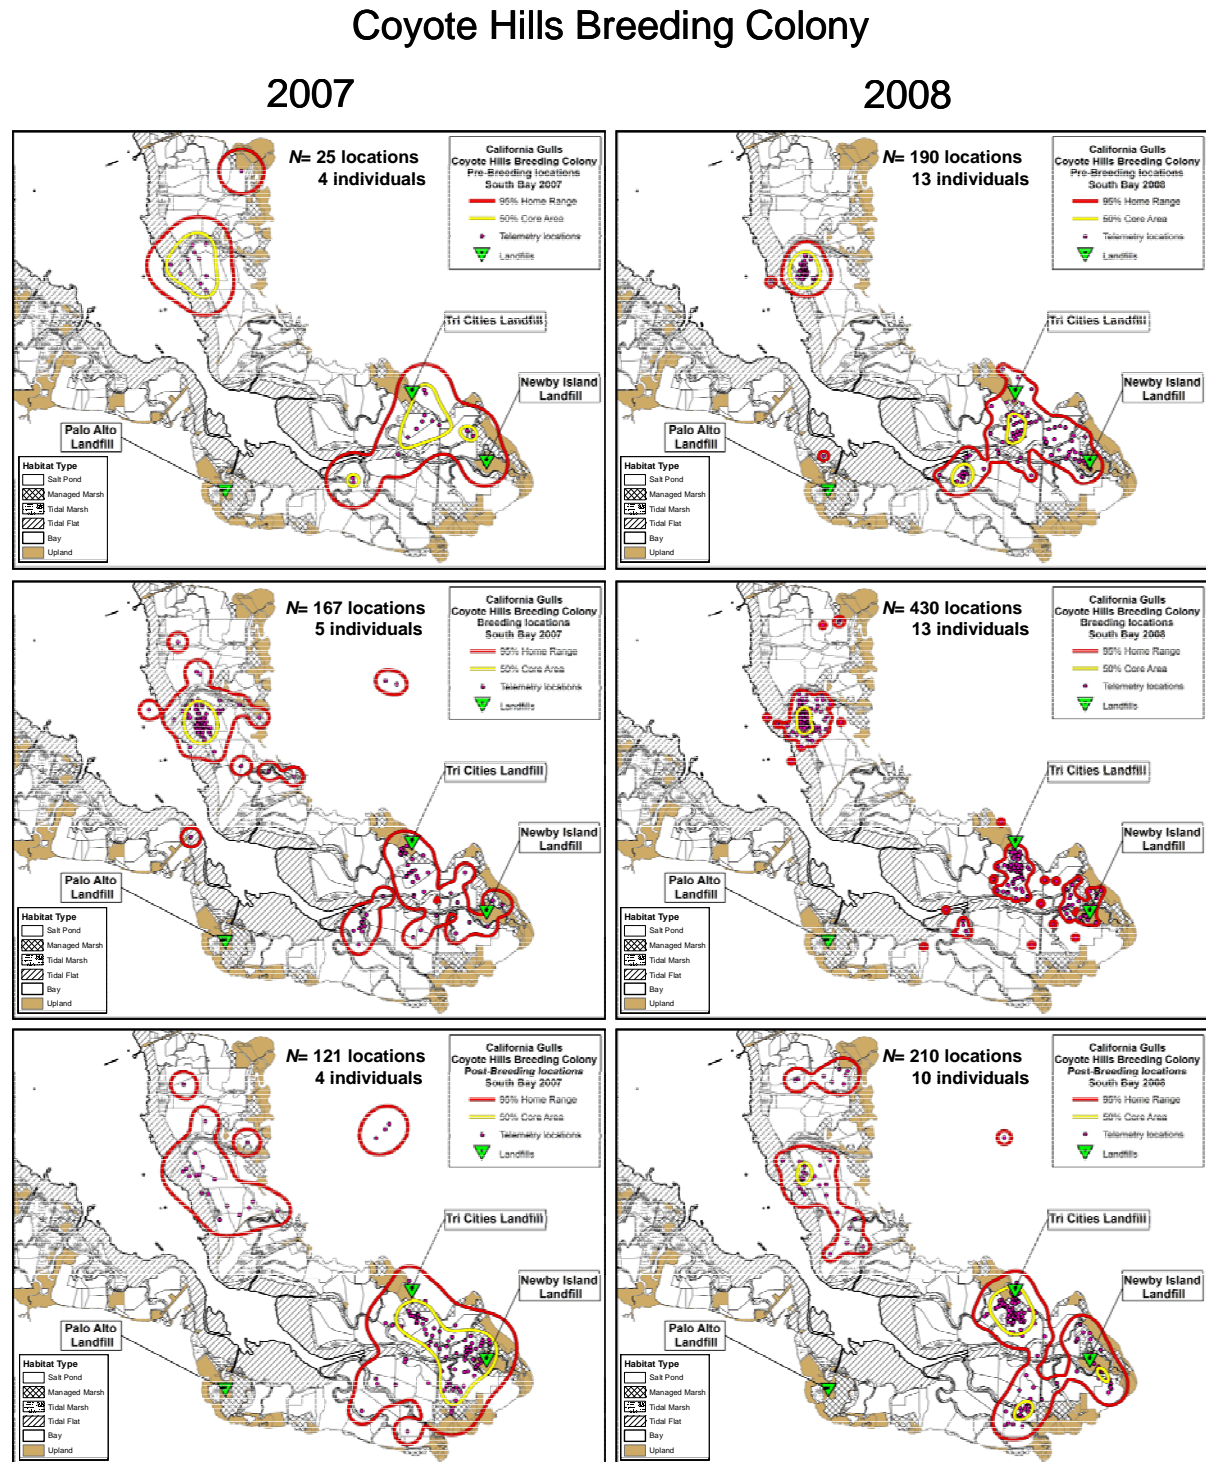 Coyote Hills Breeding Colony
2007
2008
N= 25 locations
4 individuals
California Gulls
Coyote Hills Breeding Colony
Pre-Breeding locations
South Bay 2007
95% Home Range
50% Core Area
Telemetry locations
Landfills
Tri Cities Landfill
Newby Island
Landfill
Palo Alto
Landfill
Habitat Type
Salt Pond
Managed Marsh
Tidal Marsh
Tidal Flat
Bay
Upland
N= 190 locations
13 individuals
California Gulls
Coyote Hills Breeding Colony
Pre-Breeding locations
South Bay 2008
95% Home Range
50% Core Area
Telemetry locations
Landfills
Tri Cities Landfill
Newby Island
Landfill
Palo Alto
Landfill
Habitat Type
Salt Pond
Managed Marsh
Tidal Marsh
Tidal Flat
Bay
Upland
N= 167 locations
5 individuals
California Gulls
Coyote Hills Breeding Colony
Breeding locations
South Bay 2007
95% Home Range
50% Core Area
Telemetry locations
Landfills
Tri Cities Landfill
Newby Island
Landfill
Palo Alto
Landfill
Habitat Type
Salt Pond
Managed Marsh
Tidal Marsh
Tidal Flat
Bay
Upland
N= 430 locations
13 individuals
California Gulls
Coyote Hills Breeding Colony
Breeding locations
South Bay 2008
95% Home Range
50% Core Area
Telemetry locations
Landfills
Tri Cities Landfill
Newby Island
Landfill
Palo Alto
Landfill
Habitat Type
Salt Pond
Managed Marsh
Tidal Marsh
Tidal Flat
Bay
Upland
N= 121 locations
4 individuals
California Gulls
Coyote Hills Breeding Colony
Post-Breeding locations
South Bay 2007
95% Home Range
50% Core Area
Telemetry locations
Landfills
Tri Cities Landfill
Newby Island
Landfill
Palo Alto
Landfill
Habitat Type
Salt Pond
Managed Marsh
Tidal Marsh
Tidal Flat
Bay
Upland
N= 210 locations
10 individuals
California Gulls
Coyote Hills Breeding Colony
Post-Breeding locations
South Bay 2008
95% Home Range
50% Core Area
Telemetry locations
Landfills
Tri Cities Landfill
Newby Island
Landfill
Palo Alto
Landfill
Habitat Type
Salt Pond
Managed Marsh
Tidal Marsh
Tidal Flat
Bay
Upland